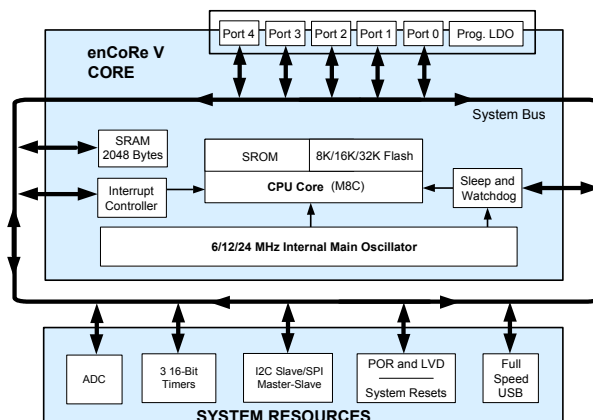 Port 4 Port 3 Port 2 Port 1 Port 0 Prog. LDO
enCoRe V
CORE
System Bus
SRAM
2048 Bytes
SROM 8K/16K/32K Flash
CPU Core (M8C)
Interrupt
Controller
Sleep and
Watchdog
6/12/24 MHz Internal Main Oscillator
ADC
3 16-Bit
Timers
I2C Slave/SPI
Master-Slave
POR and LVD
System Resets
Full
Speed
USB
SYSTEM RESOURCES